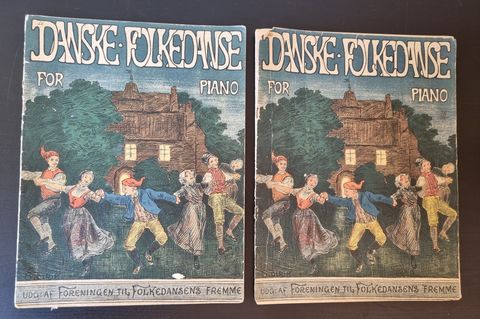 DANSKE · FOLKEDANSE
FOR PIANO
UDG: AF FORENINGEN TIL FOLKEDANSENS FREMME
DANSKE · FOLKEDANSE
FOR PIANO
UDG: AF FORENINGEN TIL FOLKEDANSENS FREMME